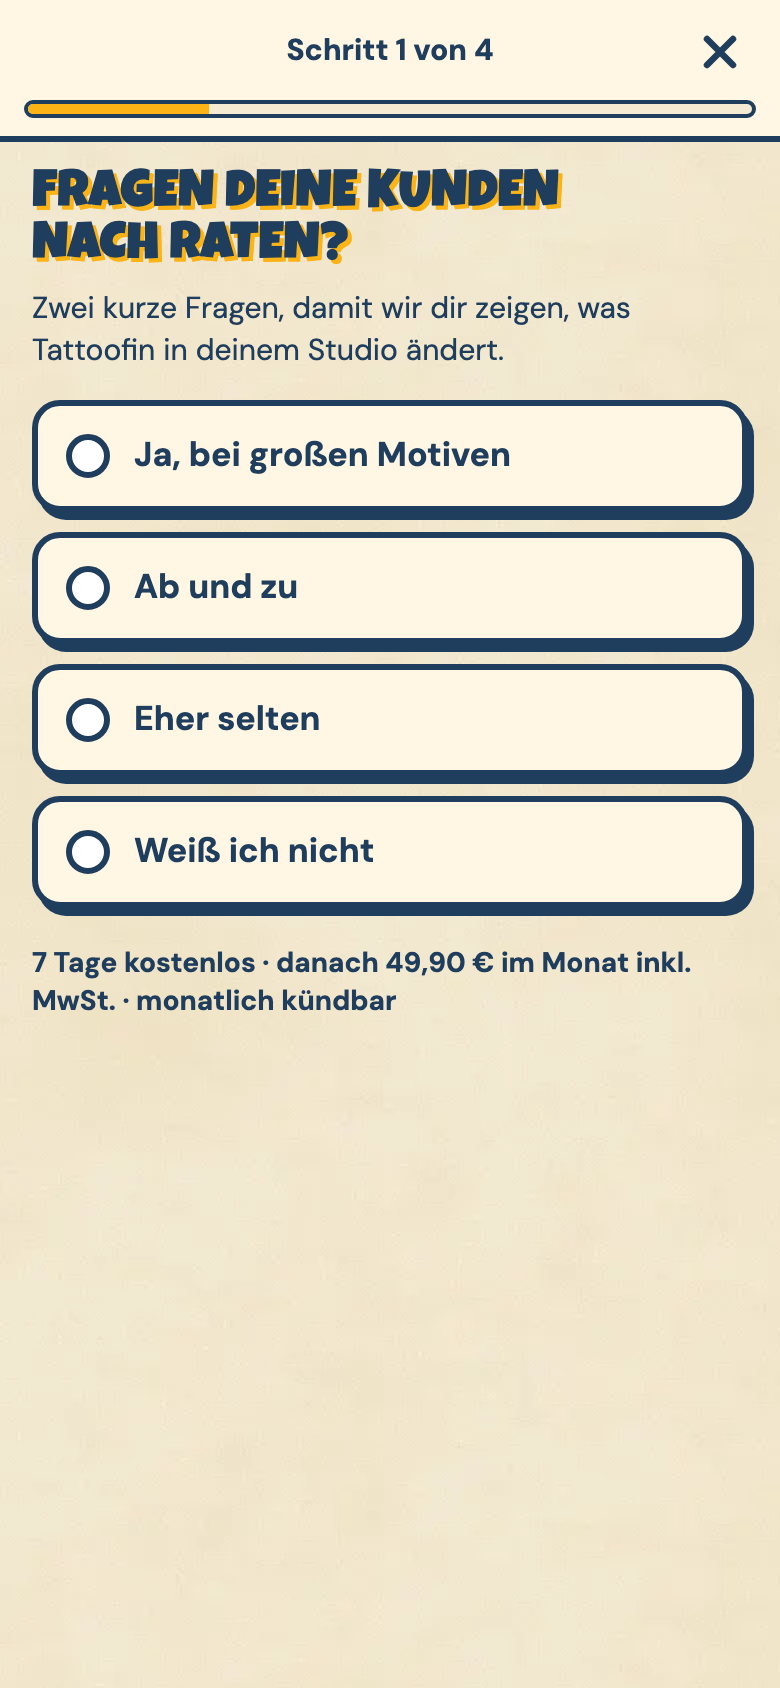 Schritt 1 von 4
FRAGEN DEINE KUNDEN
NACH RATEN?
Zwei kurze Fragen, damit wir dir zeigen, was
Tattoofin in deinem Studio ändert.
Ja, bei großen Motiven
Ab und zu
Eher selten
Weiß ich nicht
7 Tage kostenlos · danach 49,90 € im Monat inkl.
MwSt. · monatlich kündbar